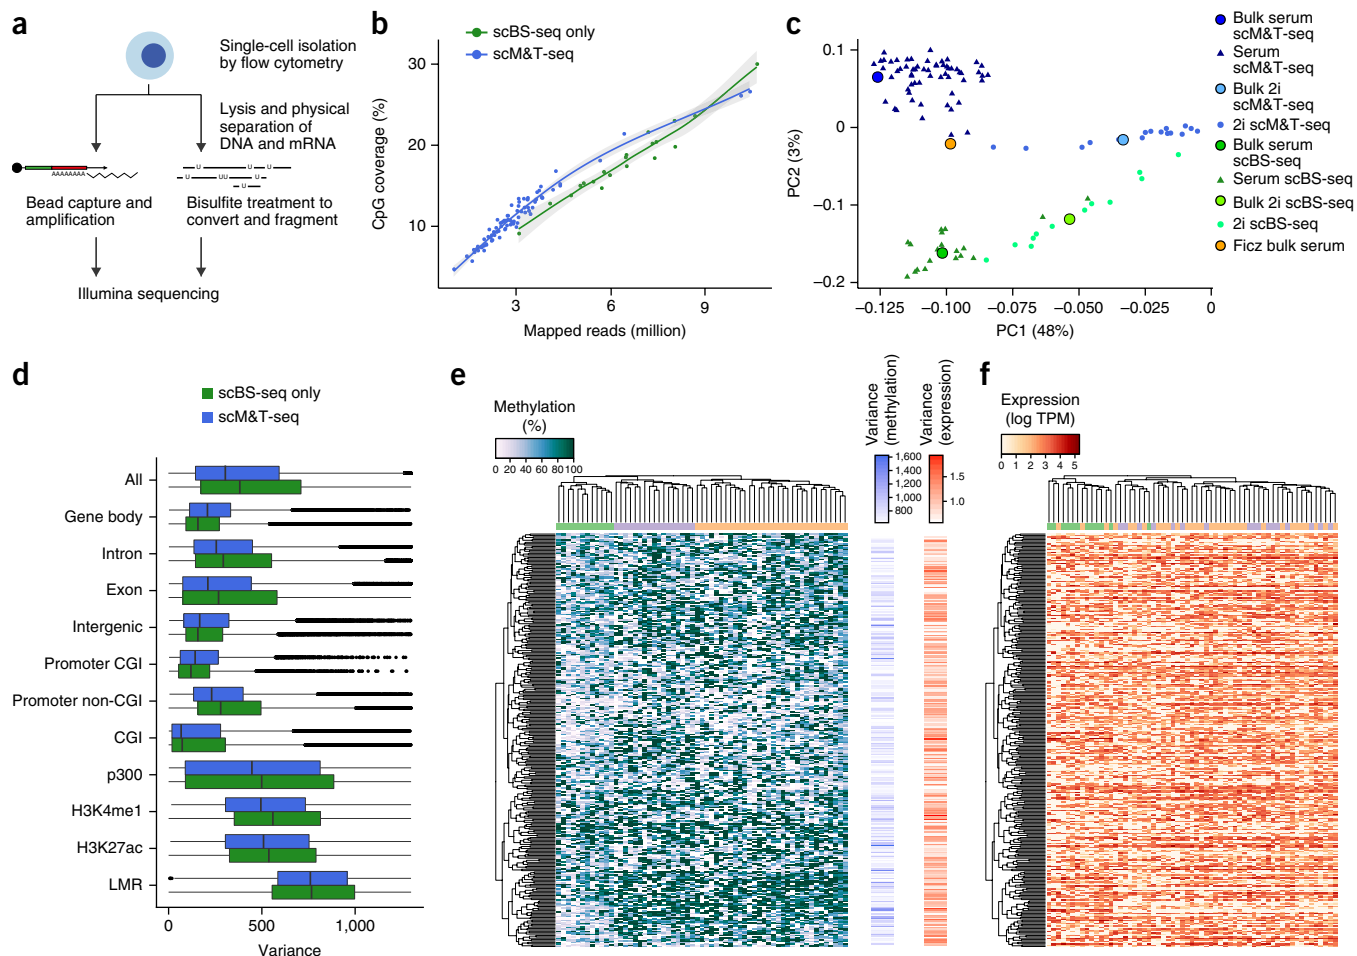 a
Single-cell isolation
by flow cytometry
Lysis and physical
separation of
DNA and mRNA
AAAAAAAA
U
U UU
U
Bead capture and
amplification
Bisulfite treatment to
convert and fragment
Illumina sequencing
b
scBS-seq only
scM&T-seq
CpG coverage (%)
30
20
10
3 6 9
Mapped reads (million)
c
PC2 (3%)
0.1
0
–0.1
–0.2
–0.125 –0.100 –0.075 –0.050 –0.025 0
PC1 (48%)
Bulk serum
scM&T-seq
Serum
scM&T-seq
Bulk 2i
scM&T-seq
2i scM&T-seq
Bulk serum
scBS-seq
Serum scBS-seq
Bulk 2i scBS-seq
2i scBS-seq
Ficz bulk serum
d
scBS-seq only
scM&T-seq
All
Gene body
Intron
Exon
Intergenic
Promoter CGI
Promoter non-CGI
CGI
p300
H3K4me1
H3K27ac
LMR
0 500 1,000
Variance
e
Methylation
(%)
0 20 40 60 80 100
Variance
(methylation)
1,600
1,400
1,200
1,000
800
Variance
(expression)
1.5
1.0
f
Expression
(log TPM)
0 1 2 3 4 5